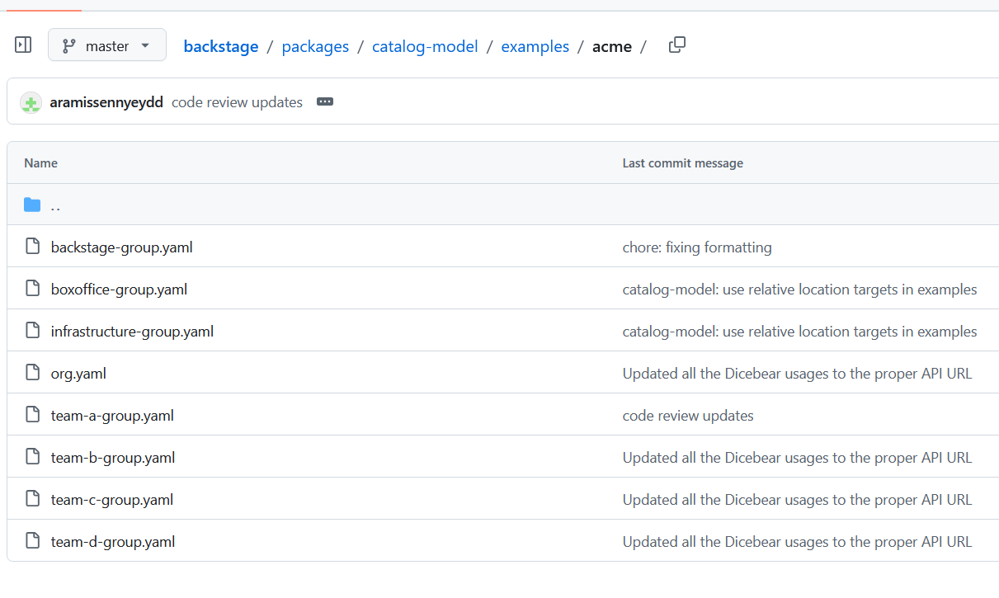 master backstage / packages / catalog-model / examples / acme /
aramissennyeydd code review updates
Name Last commit message
..
backstage-group.yaml chore: fixing formatting
boxoffice-group.yaml catalog-model: use relative location targets in examples
infrastructure-group.yaml catalog-model: use relative location targets in examples
org.yaml Updated all the Dicebear usages to the proper API URL
team-a-group.yaml code review updates
team-b-group.yaml Updated all the Dicebear usages to the proper API URL
team-c-group.yaml Updated all the Dicebear usages to the proper API URL
team-d-group.yaml Updated all the Dicebear usages to the proper API URL